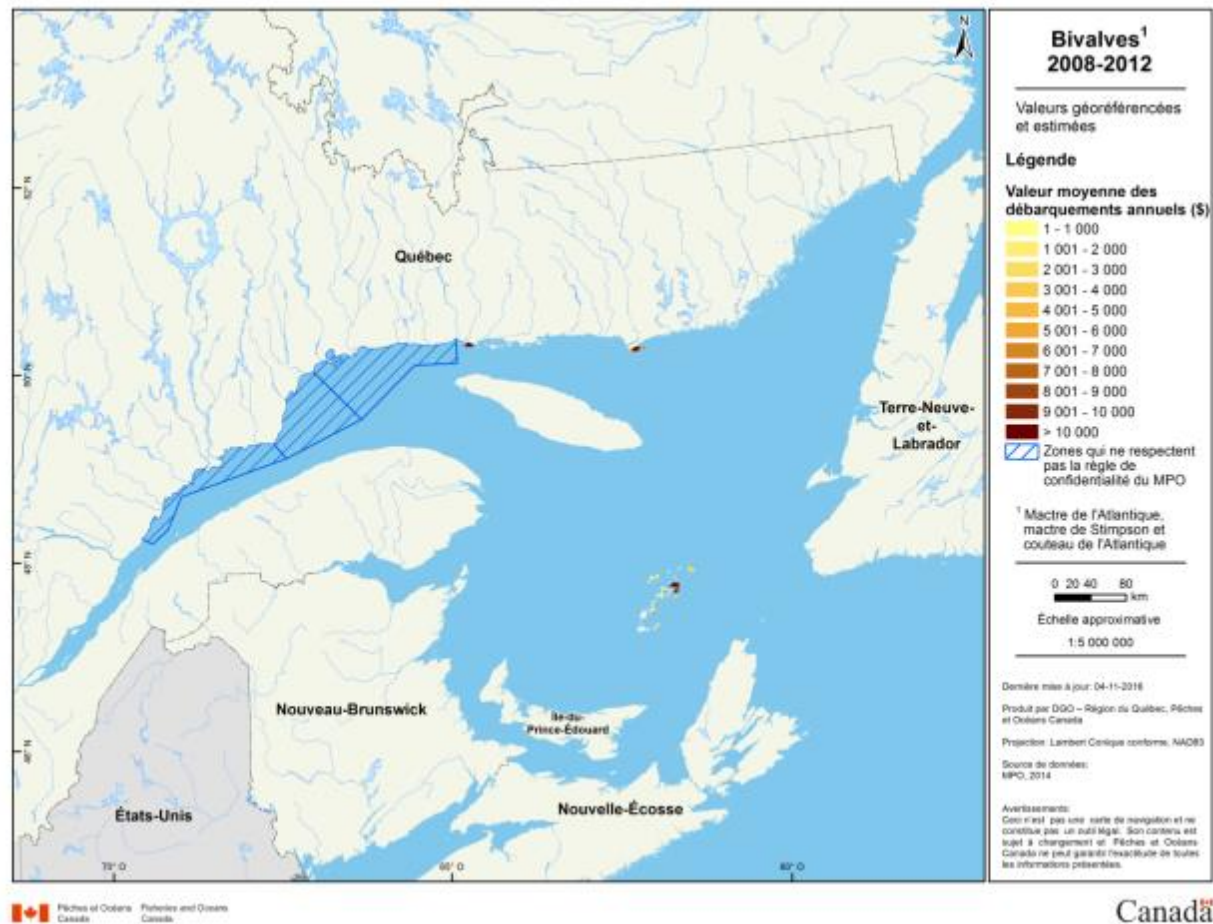 N
Québec
Terre-Neuve-
et-
Labrador
Nouveau-Brunswick
Île-du-
Prince-Édouard
États-Unis
Nouvelle-Écosse
52° N
50° N
48° N
46° N
70° O
60° O
Bivalves¹
2008-2012
Valeurs géoréférencées
et estimées
Légende
Valeur moyenne des
débarquements annuels ($)
1 - 1 000
1 001 - 2 000
2 001 - 3 000
3 001 - 4 000
4 001 - 5 000
5 001 - 6 000
6 001 - 7 000
7 001 - 8 000
8 001 - 9 000
9 001 - 10 000
> 10 000
Zones qui ne respectent
pas la règle de
confidentialité du MPO
¹ Mactre de l'Atlantique,
mactre de Stimpson et
couteau de l'Atlantique
0 20 40 80
km
Échelle approximative
1:5 000 000
Dernière mise à jour: 04-11-2016
Produit par DGO – Région du Québec, Pêches
et Océans Canada
Projection: Lambert Conique conforme, NAD83
Source de données:
MPO, 2014
Avertissements:
Ceci n'est pas une carte de navigation et ne
constitue pas un outil légal. Son contenu est
sujet à changement et Pêches et Océans
Canada ne peut garantir l'exactitude de toutes
les informations présentées.
Pêches et Océans Fisheries and Oceans
Canada Canada
Canada